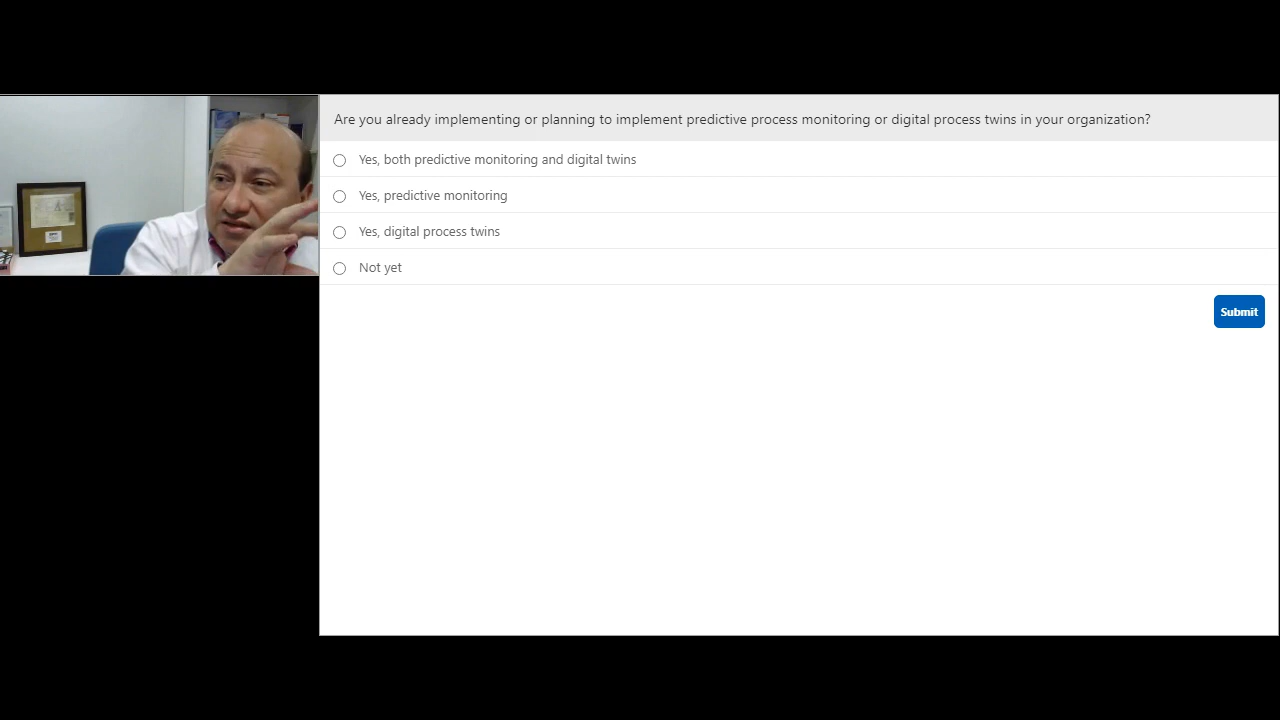 Are you already implementing or planning to implement predictive process monitoring or digital process twins in your organization?
Yes, both predictive monitoring and digital twins
Yes, predictive monitoring
Yes, digital process twins
Not yet
Submit